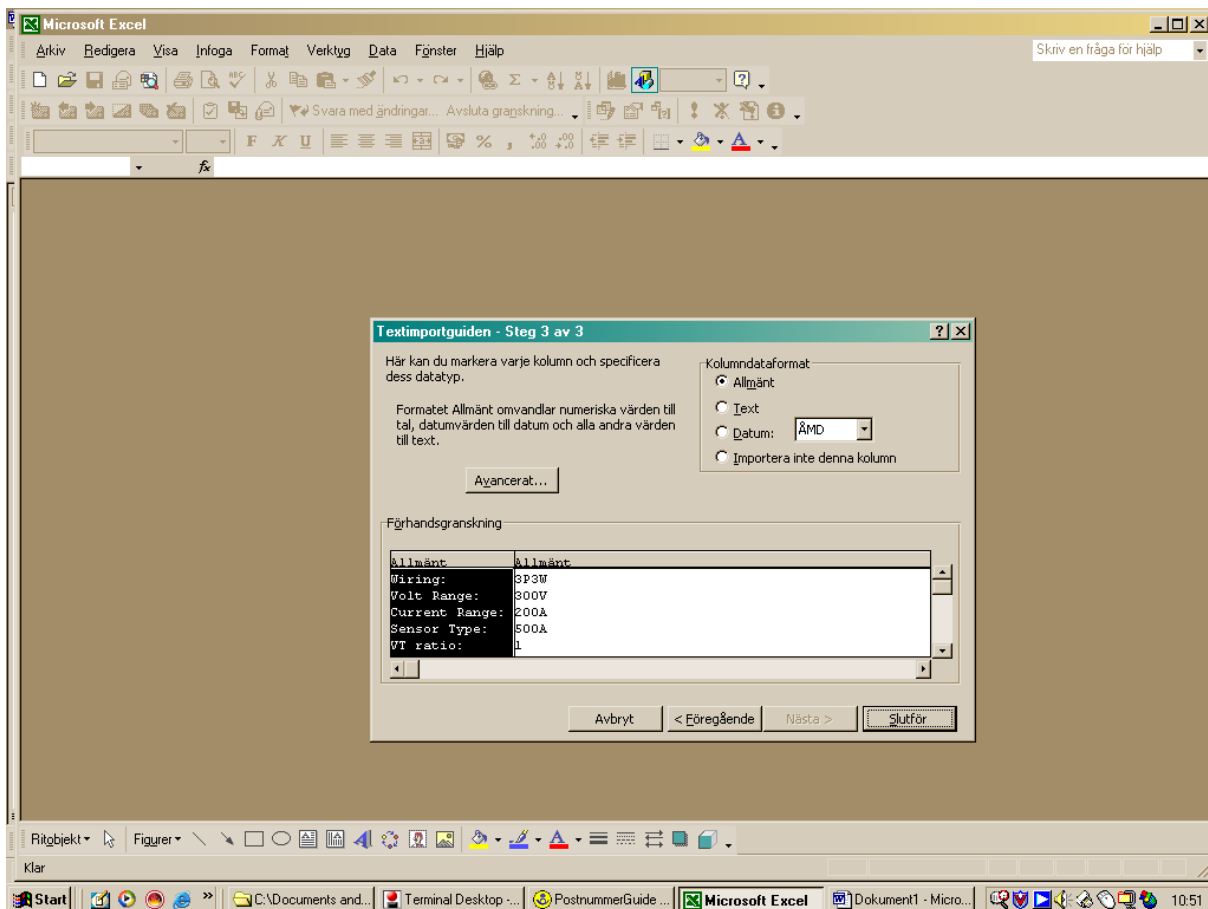 Microsoft Excel
Arkiv Redigera Visa Infoga Format Verktyg Data Fönster Hjälp Skriv en fråga för hjälp
Svara med ändringar... Avsluta granskning...
F K U
fx
Textimportguiden - Steg 3 av 3
Här kan du markera varje kolumn och specificera
dess datatyp.
Formatet Allmänt omvandlar numeriska värden till
tal, datumvärden till datum och alla andra värden
till text.
Avancerat...
Kolumndataformat
Allmänt
Text
Datum: ÅMD
Importera inte denna kolumn
Förhandsgranskning
Allmänt Allmänt
Wiring: 3P3W
Volt Range: 300V
Current Range: 200A
Sensor Type: 500A
VT ratio: 1
Avbryt < Föregående Nästa > Slutför
Ritobjekt Figurer
Klar
Start C:\Documents and... Terminal Desktop -... PostnummerGuide ... Microsoft Excel Dokument1 - Micro... 10:51